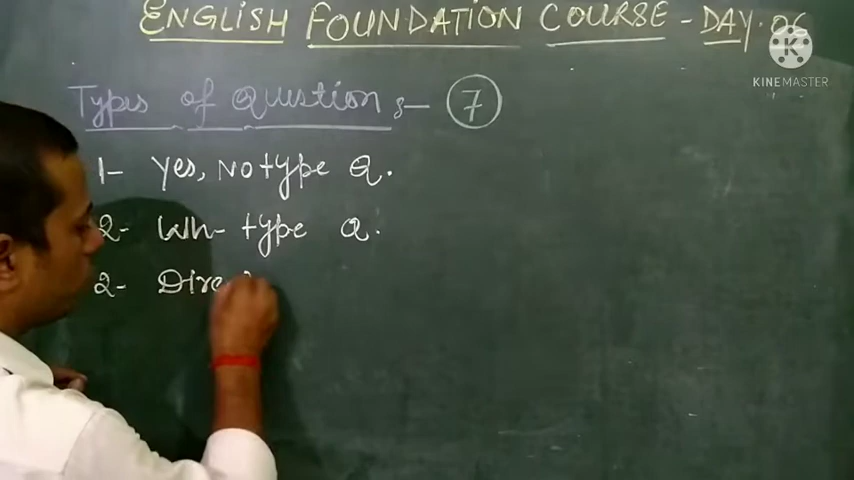 ENGLISH FOUNDATION COURSE - DAY. 06
KINEMASTER
Types of Question :— 7
1- Yes, No type Q.
2- Wh- type Q.
2- Dire